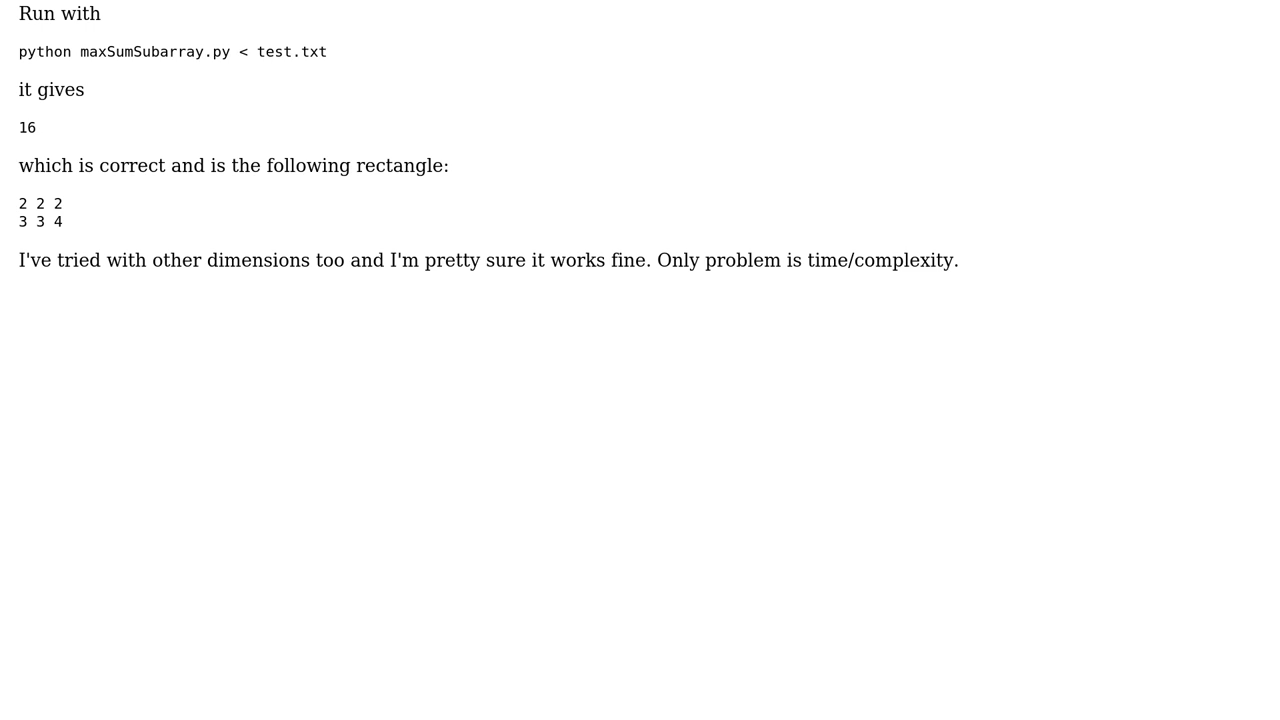 Run with
python maxSumSubarray.py < test.txt
it gives
16
which is correct and is the following rectangle:
2 2 2
3 3 4
I've tried with other dimensions too and I'm pretty sure it works fine. Only problem is time/complexity.